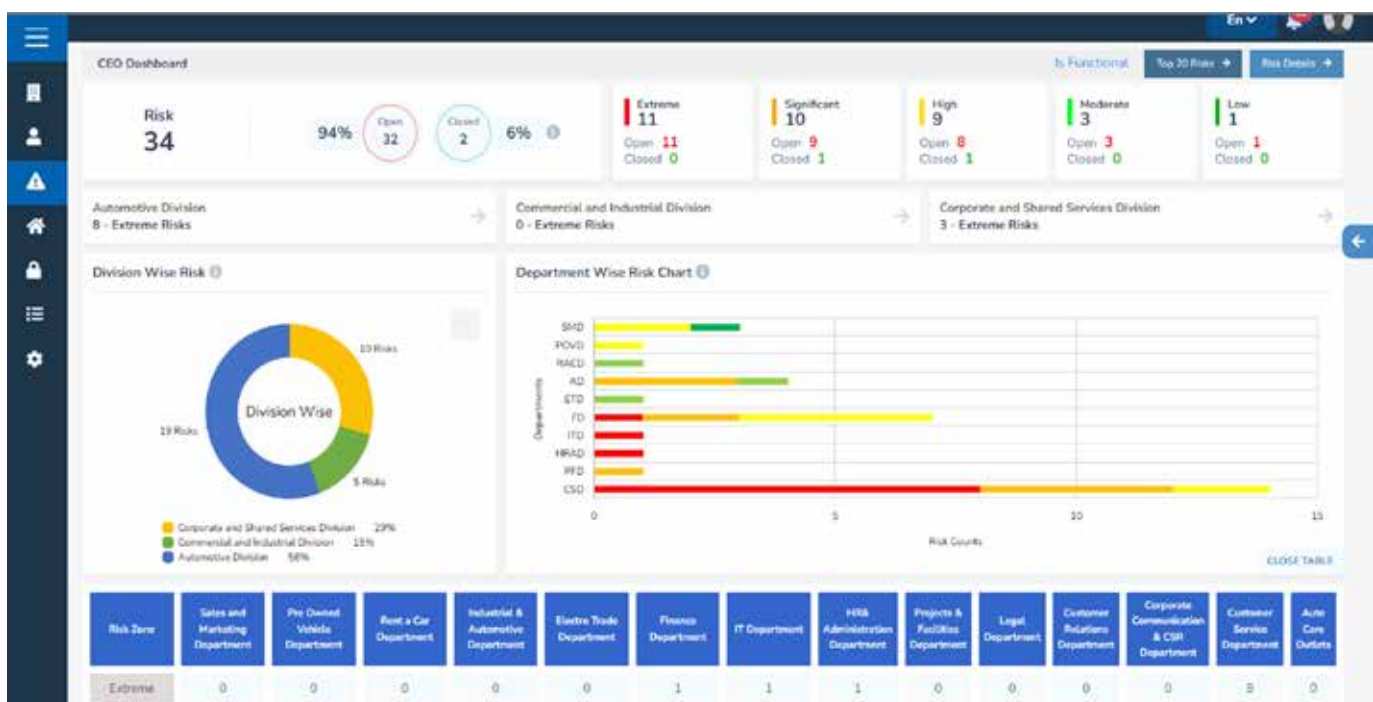 En
CEO Dashboard
Is Functional
Top 20 Risks
Risk Details
Risk
34
94%
Open
32
Closed
2
6%
Extreme
11
Open 11
Closed 0
Significant
10
Open 9
Closed 1
High
9
Open 8
Closed 1
Moderate
3
Open 3
Closed 0
Low
1
Open 1
Closed 0
Automotive Division
8 - Extreme Risks
Commercial and Industrial Division
0 - Extreme Risks
Corporate and Shared Services Division
3 - Extreme Risks
Division Wise Risk
10 Risks
Division Wise
19 Risks
5 Risks
Corporate and Shared Services Division 29%
Commercial and Industrial Division 15%
Automotive Division 56%
Department Wise Risk Chart
Departments
SMD
POVD
RACD
AD
ETD
FD
ITD
HRAD
PFD
CSD
0 5 10 15
Risk Counts
CLOSE TABLE
Risk Zone
Sales and Marketing Department
Pre Owned Vehicle Department
Rent a Car Department
Industrial & Automotive Department
Electro Trade Department
Finance Department
IT Department
HR& Administration Department
Projects & Facilities Department
Legal Department
Customer Relations Department
Corporate Communication & CSR Department
Customer Service Department
Auto Care Outlets
Extreme 0 0 0 0 0 1 1 1 0 0 0 0 8 0